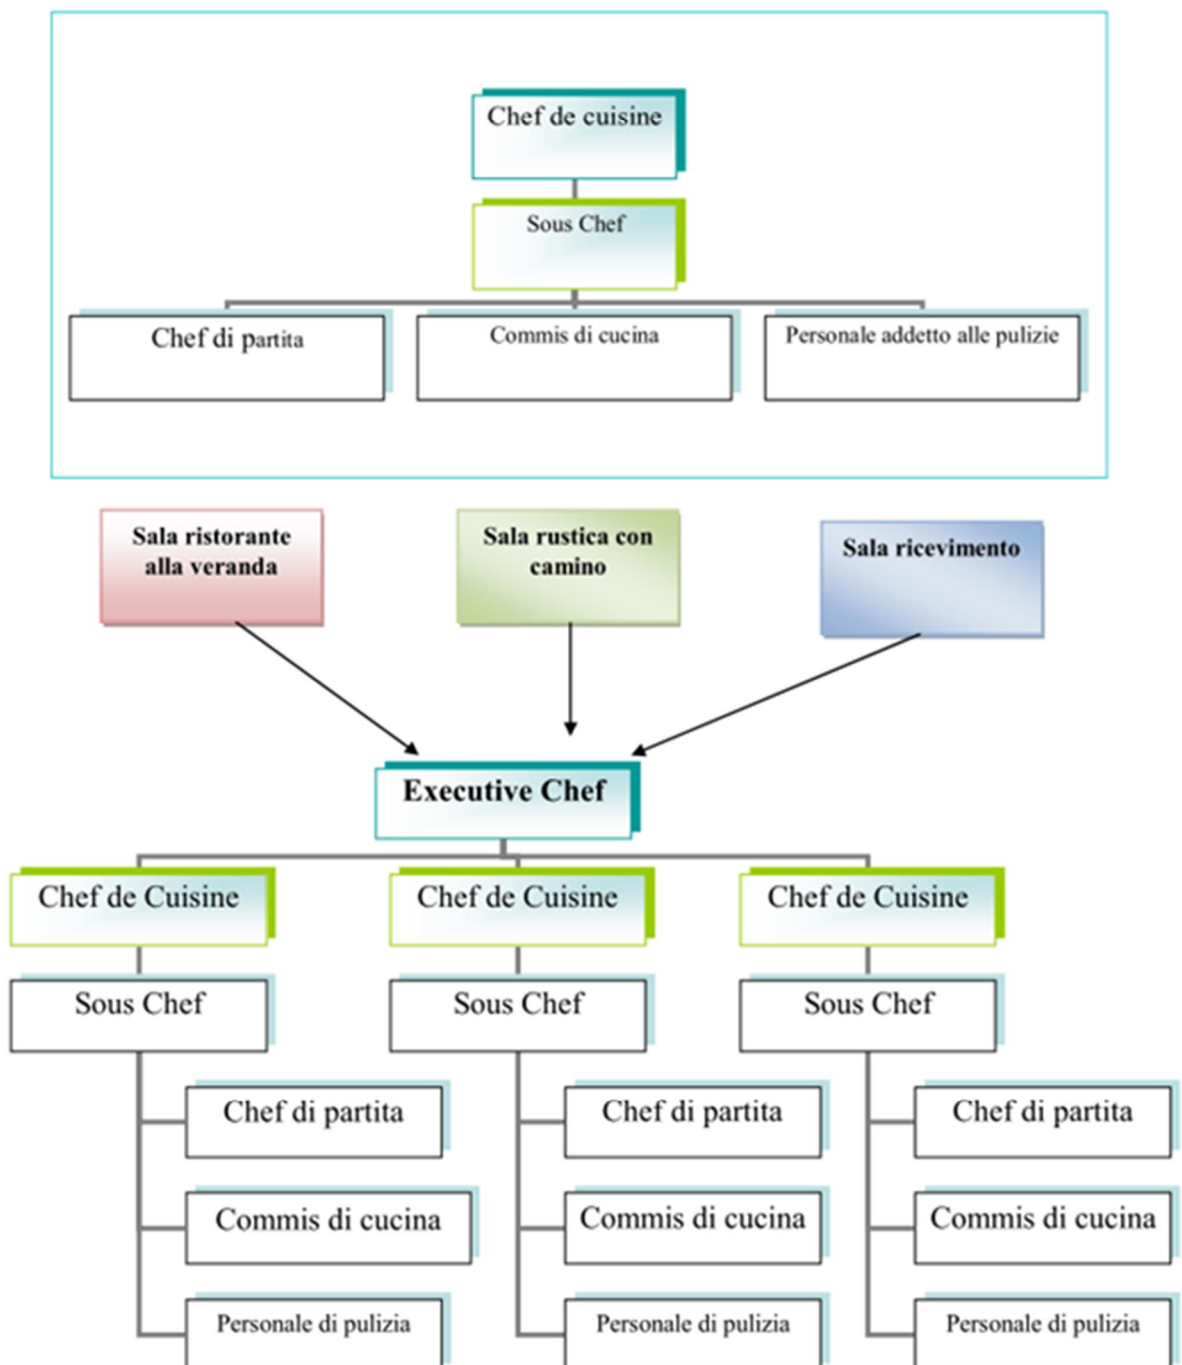 Chef de cuisine
Sous Chef
Chef di partita
Commis di cucina
Personale addetto alle pulizie
Sala ristorante
alla veranda
Sala rustica con
camino
Sala ricevimento
Executive Chef
Chef de Cuisine
Chef de Cuisine
Chef de Cuisine
Sous Chef
Sous Chef
Sous Chef
Chef di partita
Chef di partita
Chef di partita
Commis di cucina
Commis di cucina
Commis di cucina
Personale di pulizia
Personale di pulizia
Personale di pulizia